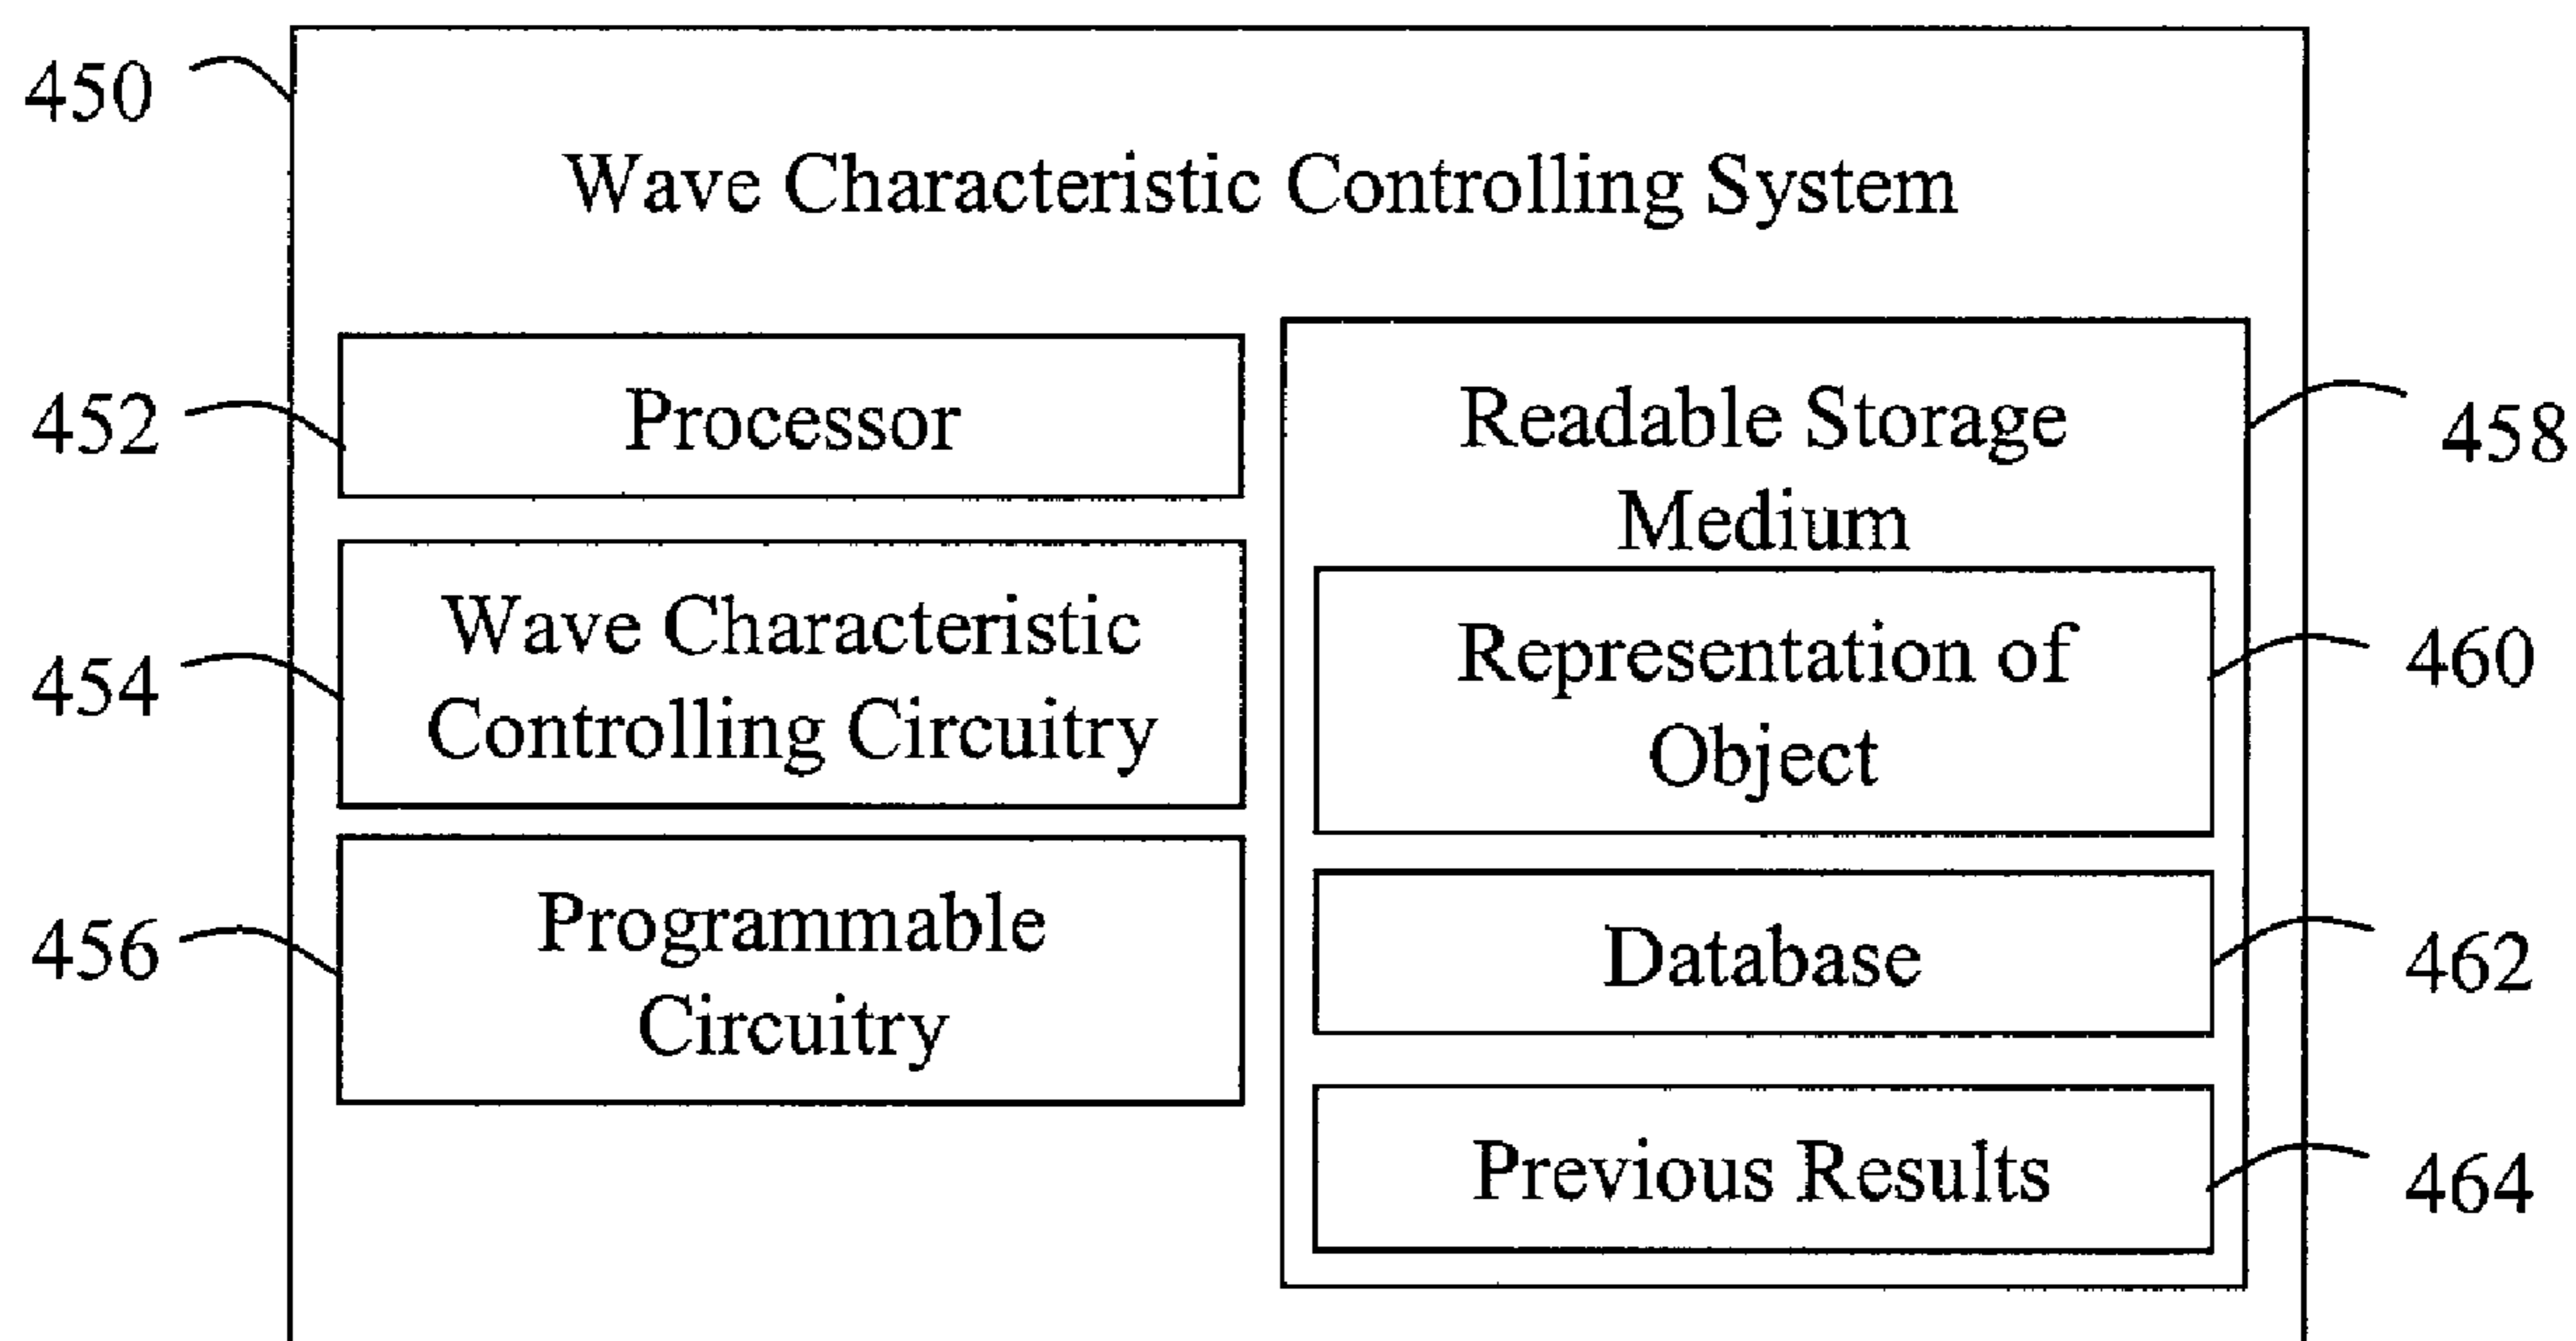 450
Wave Characteristic Controlling System
452
Processor
454
Wave Characteristic
Controlling Circuitry
456
Programmable
Circuitry
Readable Storage
Medium
458
Representation of
Object
460
Database
462
Previous Results
464